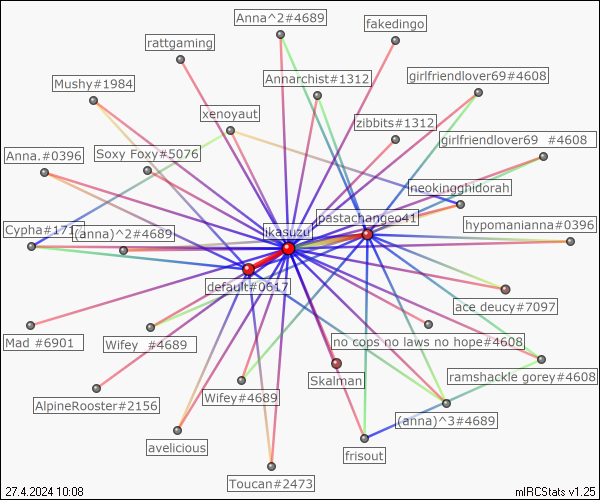 Anna^2#4689
fakedingo
rattgaming
Mushy#1984
Annarchist#1312
girlfriendlover69#4608
xenoyaut
zibbits#1312
girlfriendlover69 #4608
Anna.#0396
Soxy Foxy#5076
neokingghidorah
pastachangeo41
hypomanianna#0396
Cypha#171
(anna)^2#4689
ikasuzu
default#0617
ace deucy#7097
Mad #6901
Wifey #4689
no cops no laws no hope#4608
Skalman
ramshackle gorey#4608
AlpineRooster#2156
Wifey#4689
(anna)^3#4689
avelicious
frisout
Toucan#2473
27.4.2024 10:08
mIRCStats v1.25